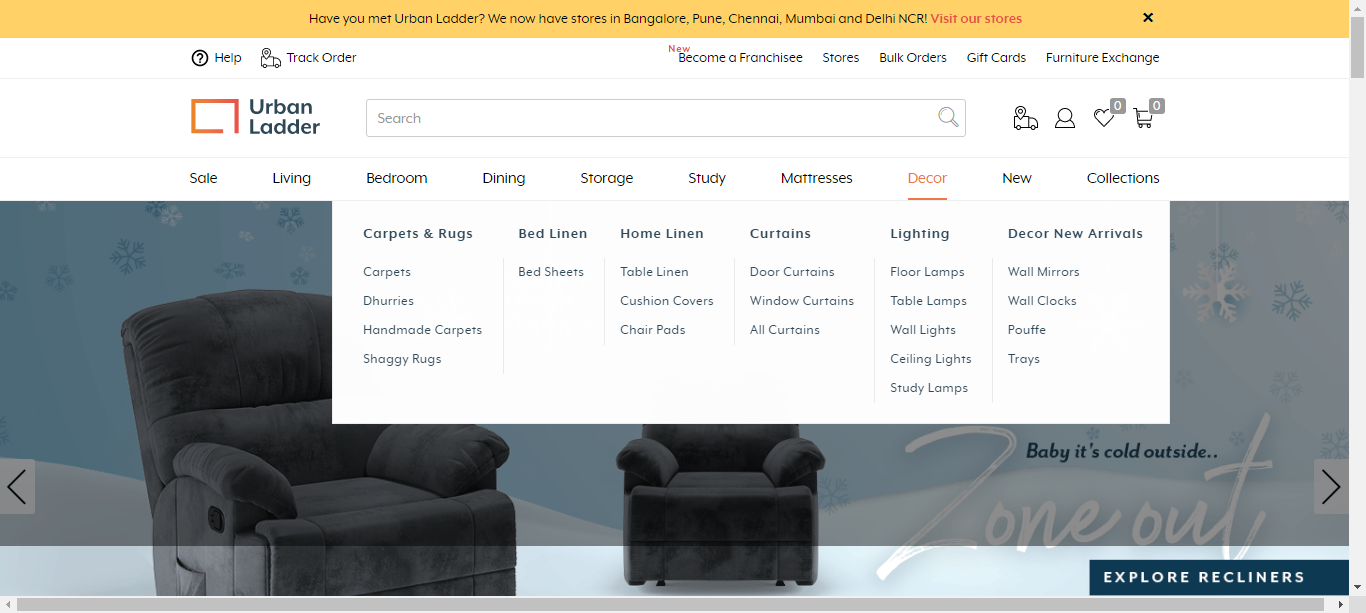 Have you met Urban Ladder? We now have stores in Bangalore, Pune, Chennai, Mumbai and Delhi NCR! Visit our stores
Help Track Order New Become a Franchisee Stores Bulk Orders Gift Cards Furniture Exchange
Urban
Ladder
Search
0 0
Sale Living Bedroom Dining Storage Study Mattresses Decor New Collections
Carpets & Rugs
Carpets
Dhurries
Handmade Carpets
Shaggy Rugs
Bed Linen
Bed Sheets
Home Linen
Table Linen
Cushion Covers
Chair Pads
Curtains
Door Curtains
Window Curtains
All Curtains
Lighting
Floor Lamps
Table Lamps
Wall Lights
Ceiling Lights
Study Lamps
Decor New Arrivals
Wall Mirrors
Wall Clocks
Pouffe
Trays
Baby it's cold outside..
Zone out
EXPLORE RECLINERS